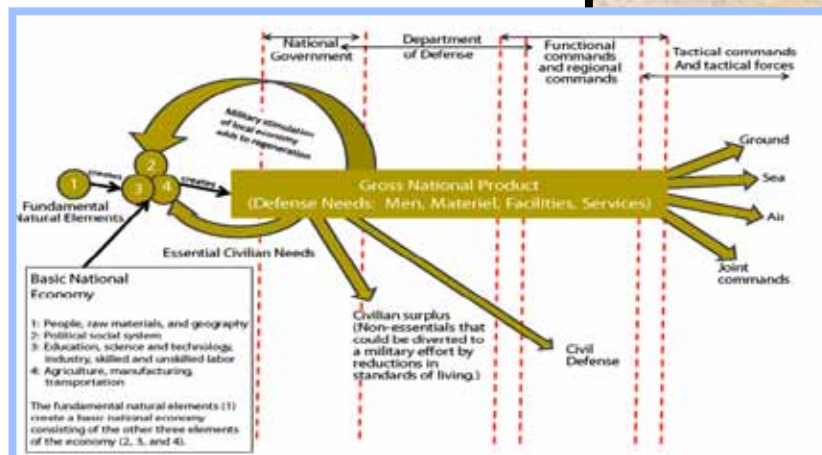 National
Government
Department
of Defense
Functional
commands
and regional
commands
Tactical commands
And tactical forces
Military stimulation
of local economy
adds to regeneration
Ground
Sea
Air
Joint
commands
1
creates
2
3
4
creates
Fundamental
Natural Elements
Gross National Product
(Defense Needs: Men, Materiel, Facilities, Services)
Essential Civilian Needs
Basic National
Economy
1: People, raw materials, and geography
2: Political social system
3: Education, science and technology,
industry, skilled and unskilled labor
4: Agriculture, manufacturing,
transportation
The fundamental natural elements (1)
create a basic national economy
consisting of the other three elements
of the economy (2, 3, and 4).
Civilian surplus
(Non-essentials that
could be diverted to
a military effort by
reductions in
standards of living.)
Civil
Defense